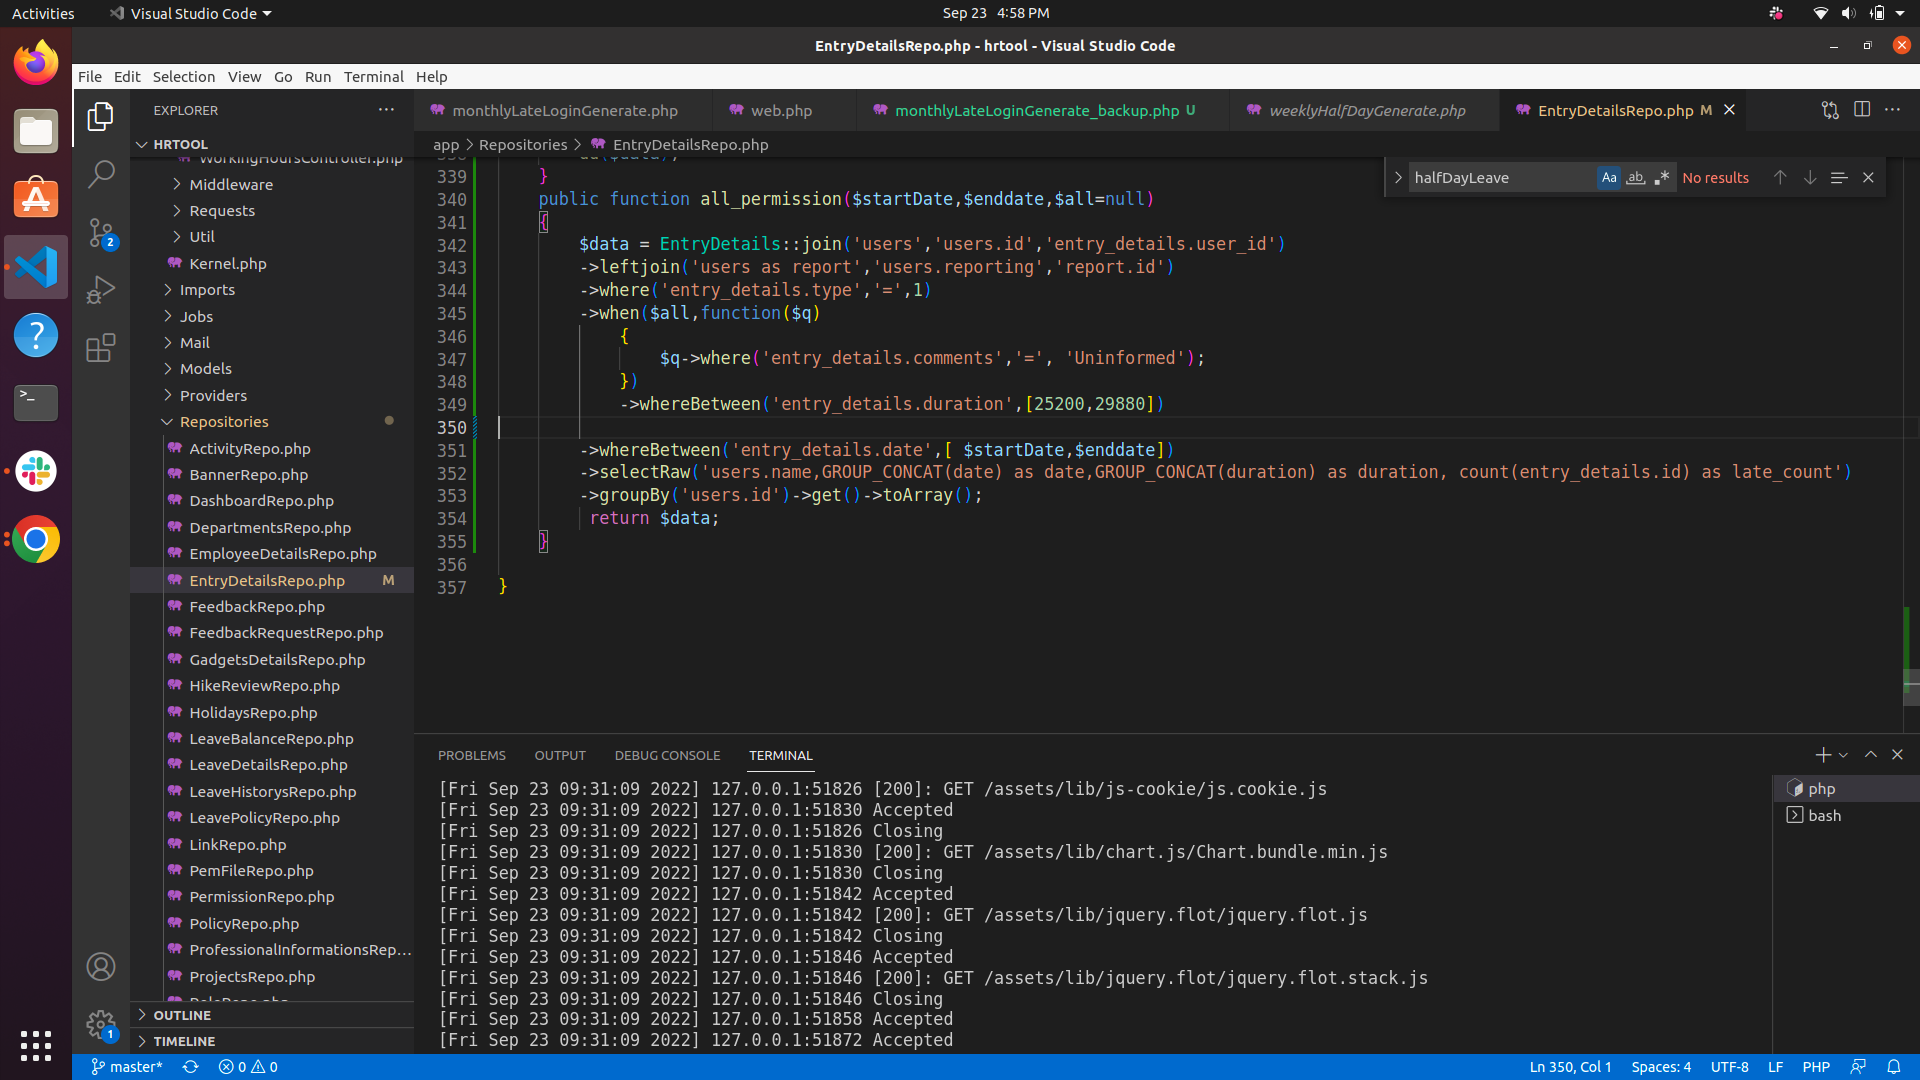 Activities
Visual Studio Code
Sep 23 4:58 PM
EntryDetailsRepo.php - hrtool - Visual Studio Code
File Edit Selection View Go Run Terminal Help
EXPLORER
HRTOOL
WorkingHoursController.php
Middleware
Requests
Util
Kernel.php
Imports
Jobs
Mail
Models
Providers
Repositories
ActivityRepo.php
BannerRepo.php
DashboardRepo.php
DepartmentsRepo.php
EmployeeDetailsRepo.php
EntryDetailsRepo.php M
FeedbackRepo.php
FeedbackRequestRepo.php
GadgetsDetailsRepo.php
HikeReviewRepo.php
HolidaysRepo.php
LeaveBalanceRepo.php
LeaveDetailsRepo.php
LeaveHistorysRepo.php
LeavePolicyRepo.php
LinkRepo.php
PemFileRepo.php
PermissionRepo.php
PolicyRepo.php
ProfessionalInformationsRep...
ProjectsRepo.php
OUTLINE
TIMELINE
2
1
monthlyLateLoginGenerate.php
web.php
monthlyLateLoginGenerate_backup.php U
weeklyHalfDayGenerate.php
EntryDetailsRepo.php M
app > Repositories > EntryDetailsRepo.php
halfDayLeave
Aa
ab
No results
339 }
340 public function all_permission($startDate,$enddate,$all=null)
341 {
342 $data = EntryDetails::join('users','users.id','entry_details.user_id')
343 ->leftjoin('users as report','users.reporting','report.id')
344 ->where('entry_details.type','=',1)
345 ->when($all,function($q)
346 {
347 $q->where('entry_details.comments','=', 'Uninformed');
348 })
349 ->whereBetween('entry_details.duration',[25200,29880])
350
351 ->whereBetween('entry_details.date',[ $startDate,$enddate])
352 ->selectRaw('users.name,GROUP_CONCAT(date) as date,GROUP_CONCAT(duration) as duration, count(entry_details.id) as late_count')
353 ->groupBy('users.id')->get()->toArray();
354 return $data;
355 }
356
357 }
PROBLEMS OUTPUT DEBUG CONSOLE TERMINAL
[Fri Sep 23 09:31:09 2022] 127.0.0.1:51826 [200]: GET /assets/lib/js-cookie/js.cookie.js
[Fri Sep 23 09:31:09 2022] 127.0.0.1:51830 Accepted
[Fri Sep 23 09:31:09 2022] 127.0.0.1:51826 Closing
[Fri Sep 23 09:31:09 2022] 127.0.0.1:51830 [200]: GET /assets/lib/chart.js/Chart.bundle.min.js
[Fri Sep 23 09:31:09 2022] 127.0.0.1:51830 Closing
[Fri Sep 23 09:31:09 2022] 127.0.0.1:51842 Accepted
[Fri Sep 23 09:31:09 2022] 127.0.0.1:51842 [200]: GET /assets/lib/jquery.flot/jquery.flot.js
[Fri Sep 23 09:31:09 2022] 127.0.0.1:51842 Closing
[Fri Sep 23 09:31:09 2022] 127.0.0.1:51846 Accepted
[Fri Sep 23 09:31:09 2022] 127.0.0.1:51846 [200]: GET /assets/lib/jquery.flot/jquery.flot.stack.js
[Fri Sep 23 09:31:09 2022] 127.0.0.1:51846 Closing
[Fri Sep 23 09:31:09 2022] 127.0.0.1:51858 Accepted
[Fri Sep 23 09:31:09 2022] 127.0.0.1:51872 Accepted
php
bash
master*
0 0
Ln 350, Col 1
Spaces: 4
UTF-8
LF
PHP